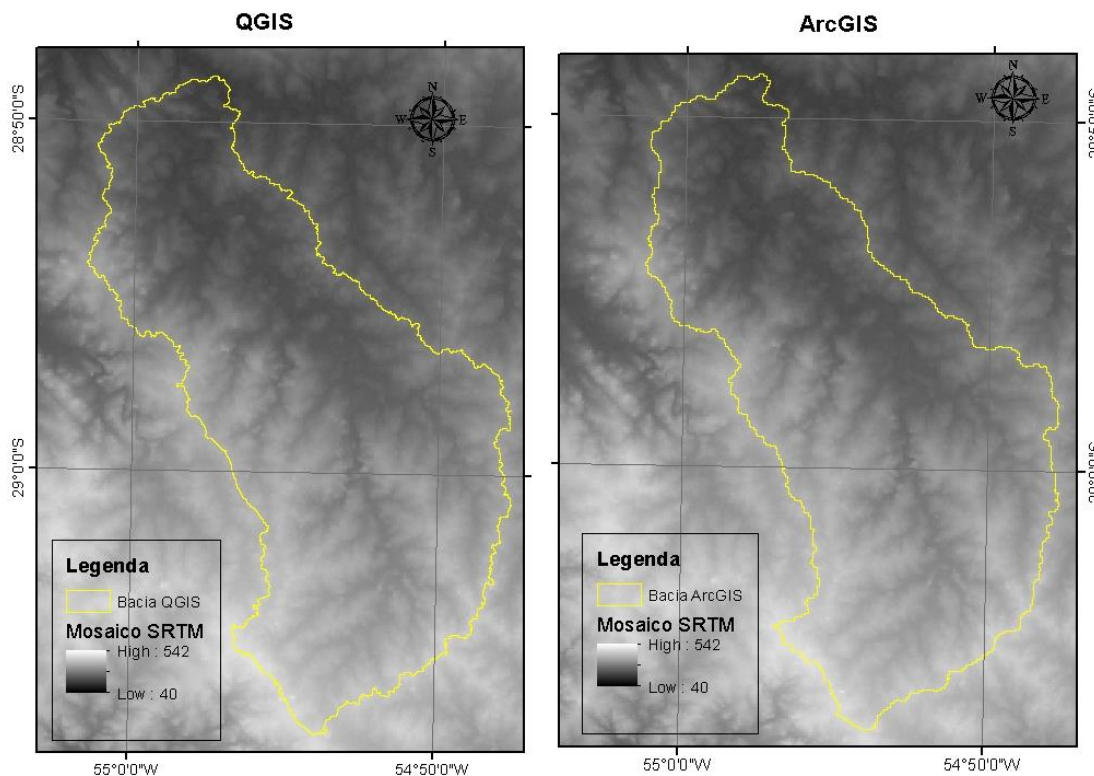 QGIS
N
W E
S
28°50'0"S
29°0'0"S
Legenda
Bacia QGIS
Mosaico SRTM
High : 542
Low : 40
55°0'0"W
54°50'0"W
ArcGIS
N
W E
S
Legenda
Bacia ArcGIS
Mosaico SRTM
High : 542
Low : 40
55°0'0"W
54°50'0"W